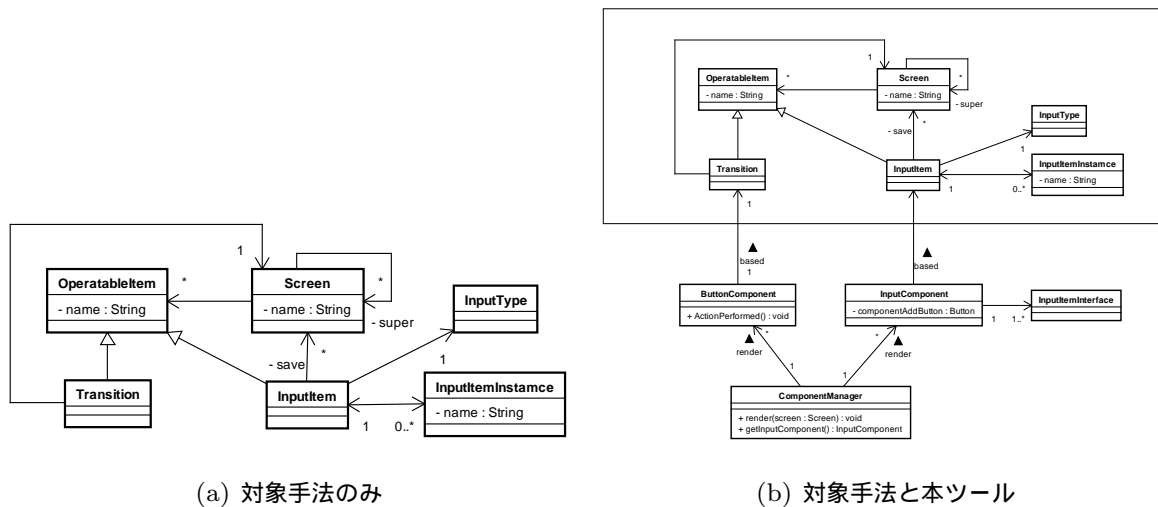 1
OperatableItem
- name : String
*
Screen
- name : String
*
- super
InputType
- save
*
1
Transition
InputItem
InputItemInstamce
- name : String
1
0..*
(a) 対象手法のみ
1
OperatableItem
- name : String
*
Screen
- name : String
*
- super
InputType
- save
*
1
Transition
InputItem
InputItemInstamce
- name : String
1
1
0..*
▲
based
1
▲
based
ButtonComponent
+ ActionPerformed() : void
InputComponent
- componentAddButton : Button
InputItemInterface
1
1..*
*
▲
render
*
▲
render
1
1
ComponentManager
+ render(screen : Screen) : void
+ getInputComponent() : InputComponent
(b) 対象手法と本ツール